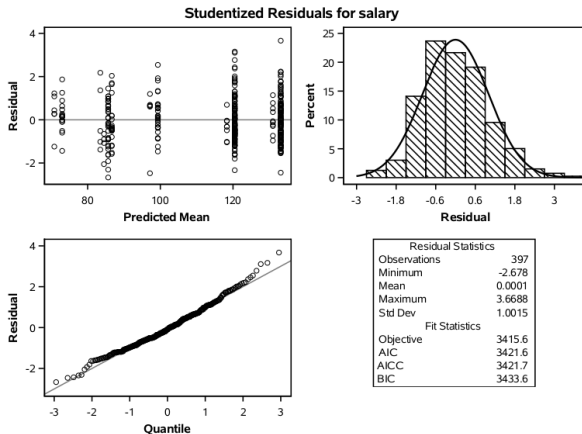 Studentized Residuals for salary
4
2
0
-2
Residual
80
100
120
Predicted Mean
25
20
15
10
5
0
Percent
-3
-1.8
-0.6
0.6
1.8
3
Residual
4
2
0
-2
Residual
-3
-2
-1
0
1
2
3
Quantile
Residual Statistics
Observations 397
Minimum -2.678
Mean 0.0001
Maximum 3.6688
Std Dev 1.0015
Fit Statistics
Objective 3415.6
AIC 3421.6
AICC 3421.7
BIC 3433.6